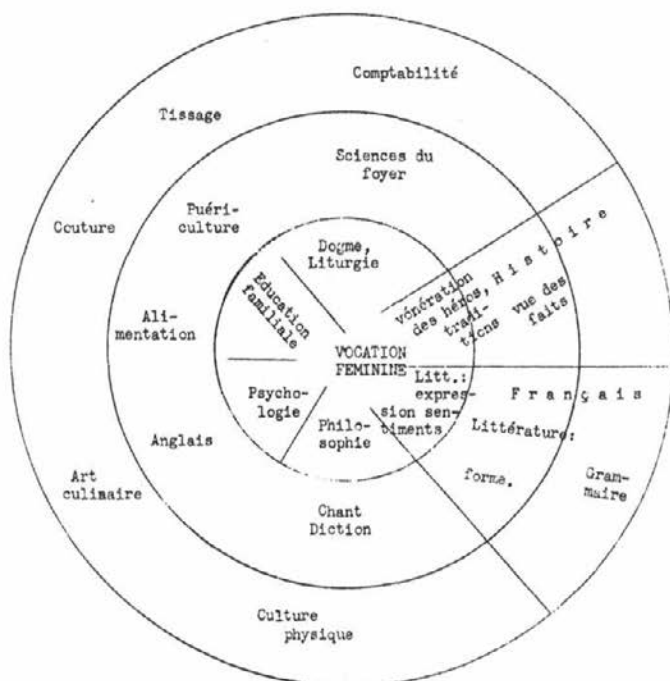 Comptabilité
Tissage
Sciences du
foyer
Couture
Puéri-
culture
Dogme,
Liturgie
Education
familiale
vénération
des héros,
tradi-
tions
Histoire
vue des
faits
Ali-
mentation
VOCATION
FEMININE
Psycho-
logie
Philo-
sophie
Litt.:
expres-
sion sen-
timents
Français
Littérature:
forme.
Gram-
maire
Anglais
Art
culinaire
Chant
Diction
Culture
physique